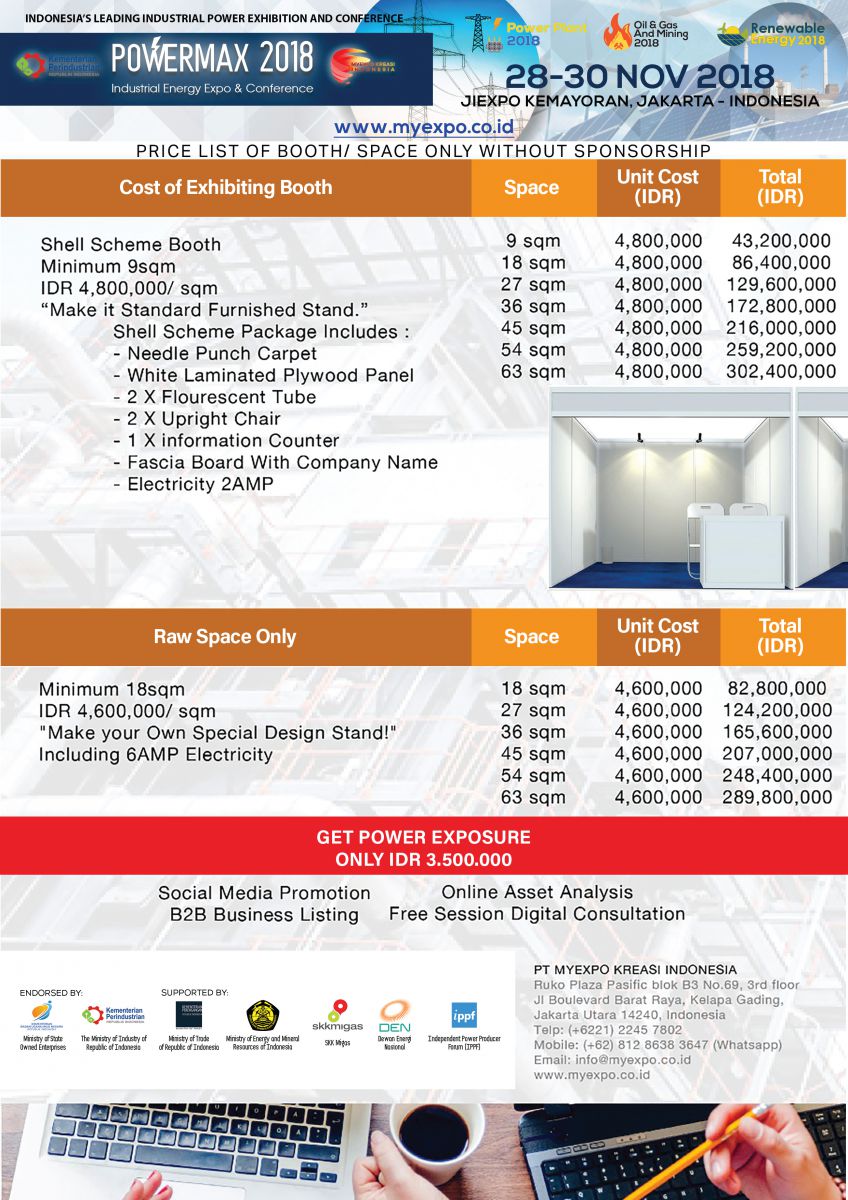 INDONESIA'S LEADING INDUSTRIAL POWER EXHIBITION AND CONFERENCE
Kementerian
Perindustrian
REPUBLIK INDONESIA
POWERMAX 2018
Industrial Energy Expo & Conference
MYEXPO KREASI
INDONESIA
Power Plant
2018
Oil & Gas
And Mining
2018
Renewable
Energy 2018
28-30 NOV 2018
JIEXPO KEMAYORAN, JAKARTA - INDONESIA
www.myexpo.co.id
PRICE LIST OF BOOTH/ SPACE ONLY WITHOUT SPONSORSHIP
Cost of Exhibiting Booth Space Unit Cost (IDR) Total (IDR)
Shell Scheme Booth
Minimum 9sqm
IDR 4,800,000/ sqm
“Make it Standard Furnished Stand.”
Shell Scheme Package Includes :
- Needle Punch Carpet
- White Laminated Plywood Panel
- 2 X Flourescent Tube
- 2 X Upright Chair
- 1 X information Counter
- Fascia Board With Company Name
- Electricity 2AMP
9 sqm 4,800,000 43,200,000
18 sqm 4,800,000 86,400,000
27 sqm 4,800,000 129,600,000
36 sqm 4,800,000 172,800,000
45 sqm 4,800,000 216,000,000
54 sqm 4,800,000 259,200,000
63 sqm 4,800,000 302,400,000
Raw Space Only Space Unit Cost (IDR) Total (IDR)
Minimum 18sqm
IDR 4,600,000/ sqm
"Make your Own Special Design Stand!"
Including 6AMP Electricity
18 sqm 4,600,000 82,800,000
27 sqm 4,600,000 124,200,000
36 sqm 4,600,000 165,600,000
45 sqm 4,600,000 207,000,000
54 sqm 4,600,000 248,400,000
63 sqm 4,600,000 289,800,000
GET POWER EXPOSURE
ONLY IDR 3.500.000
Social Media Promotion
B2B Business Listing
Online Asset Analysis
Free Session Digital Consultation
ENDORSED BY:
Ministry of State
Owned Enterprises
Kementerian
Perindustrian
REPUBLIK INDONESIA
The Ministry of Industry of
Republic of Indonesia
SUPPORTED BY:
Ministry of Trade
of Republic of Indonesia
Ministry of Energy and Mineral
Resources of Indonesia
skkmigas
SKK Migas
DEN
Dewan Energi
Nasional
ippf
Independent Power Producer
Forum (IPPF)
PT MYEXPO KREASI INDONESIA
Ruko Plaza Pasific blok B3 No.69, 3rd floor
Jl Boulevard Barat Raya, Kelapa Gading,
Jakarta Utara 14240, Indonesia
Telp: (+6221) 2245 7802
Mobile: (+62) 812 8638 3647 (Whatsapp)
Email: info@myexpo.co.id
www.myexpo.co.id